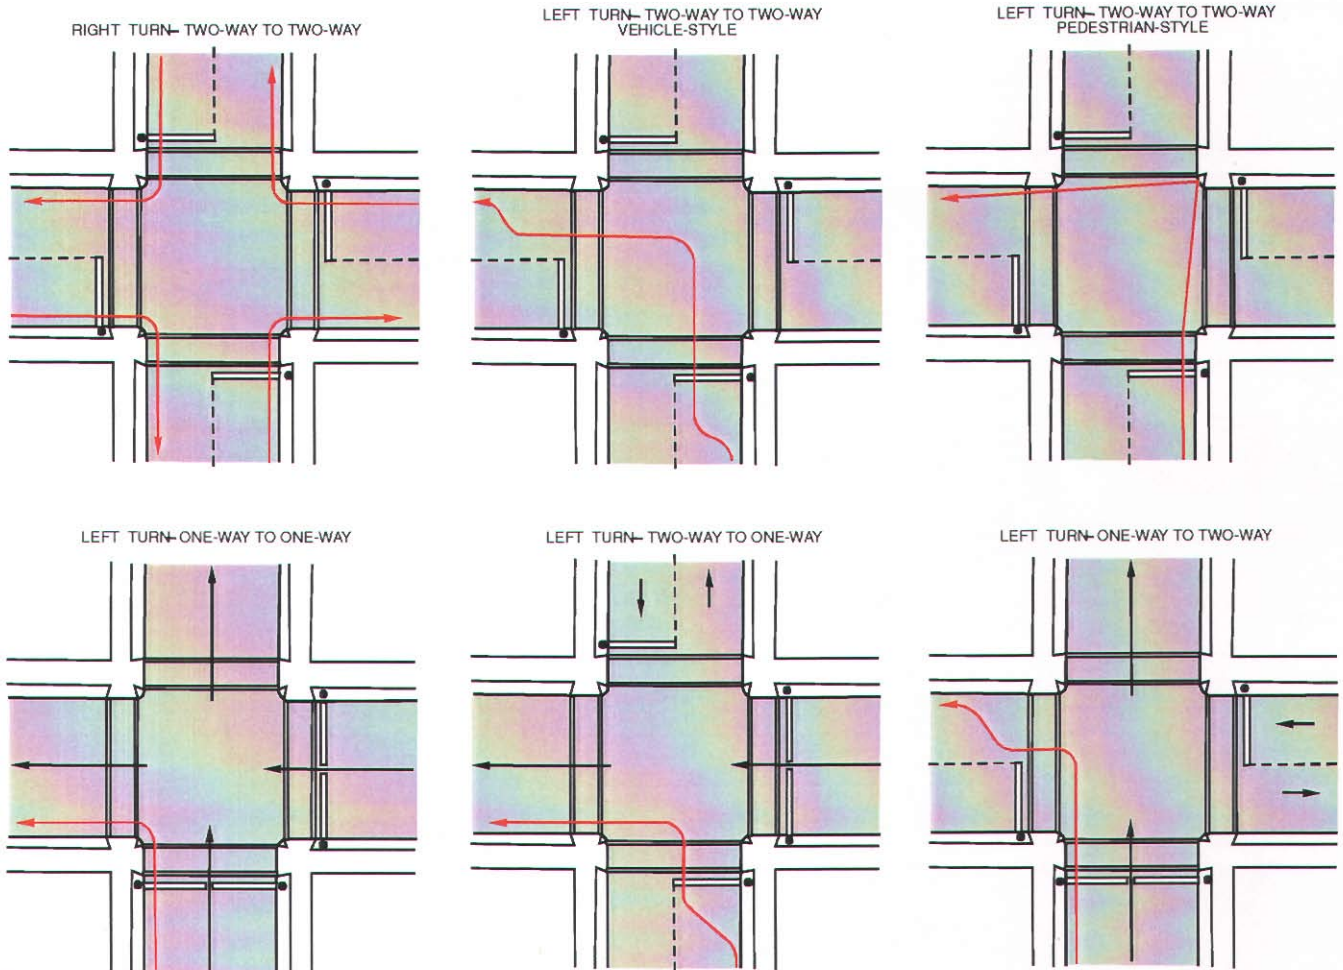 RIGHT TURN–TWO-WAY TO TWO-WAY
LEFT TURN–TWO-WAY TO TWO-WAY
VEHICLE-STYLE
LEFT TURN–TWO-WAY TO TWO-WAY
PEDESTRIAN-STYLE
LEFT TURN–ONE-WAY TO ONE-WAY
LEFT TURN–TWO-WAY TO ONE-WAY
LEFT TURN–ONE-WAY TO TWO-WAY